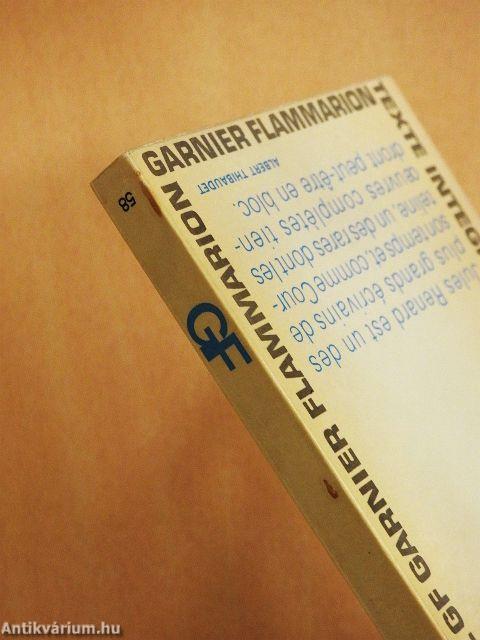 GARNIER FLAMMARION
TEXTE INTEG
GF GARNIER FLAMMARION
58
GF
Jules Renard est un des
plus grands écrivains de
son temps et, comme Cour-
teline un des rares dont les
œuvres complètes tien-
dront peut-être en bloc.
ALBERT THIBAUDET
Antikvárium.hu